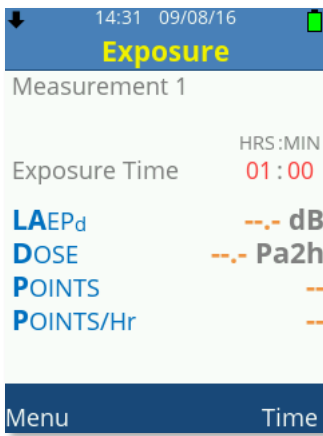 14:31 09/08/16
Exposure
Measurement 1
HRS:MIN
Exposure Time 01:00
LAEPd --.- dB
DOSE --.- Pa2h
POINTS --
POINTS/Hr --
Menu Time